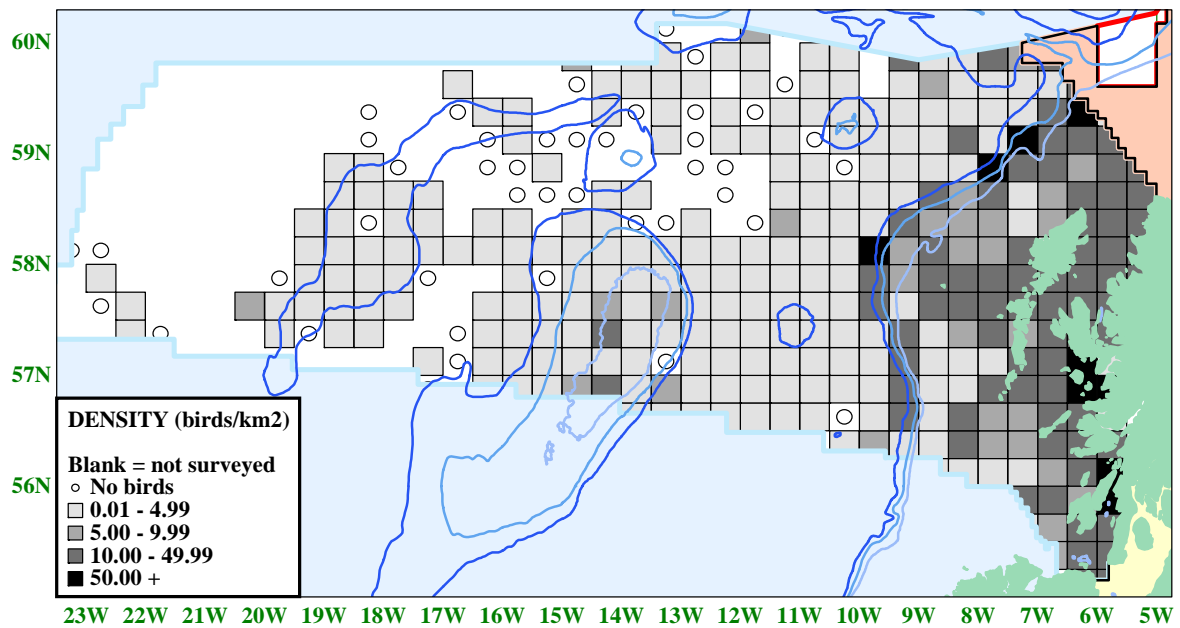 60N
59N
58N
57N
56N
DENSITY (birds/km2)
Blank = not surveyed
No birds
0.01 - 4.99
5.00 - 9.99
10.00 - 49.99
50.00 +
23W 22W 21W 20W 19W 18W 17W 16W 15W 14W 13W 12W 11W 10W 9W 8W 7W 6W 5W